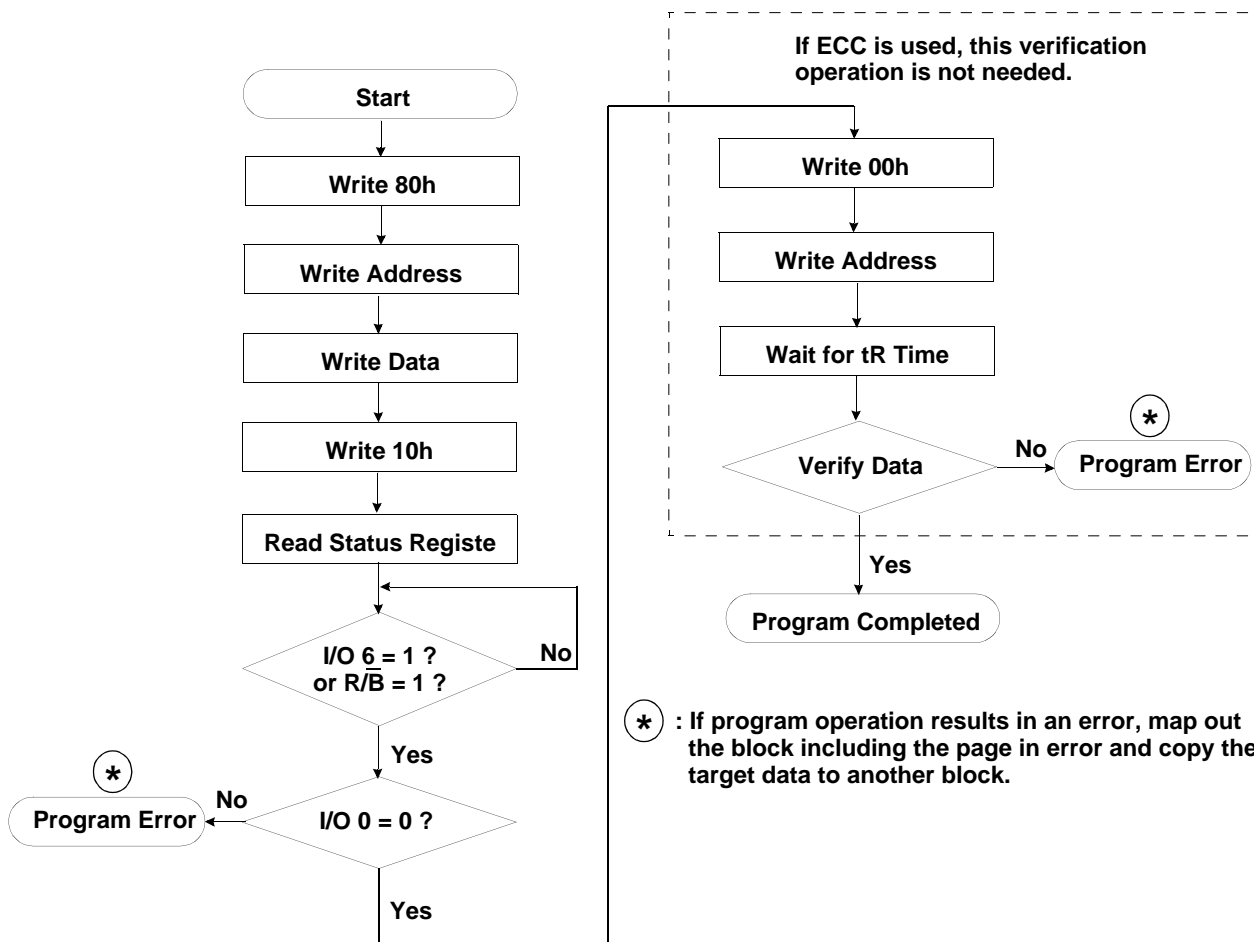 Start
Write 80h
Write Address
Write Data
Write 10h
Read Status Registe
I/O 6 = 1 ?
or R/B̅ = 1 ?
No
Yes
*
No
Program Error
I/O 0 = 0 ?
Yes
If ECC is used, this verification
operation is not needed.
Write 00h
Write Address
Wait for tR Time
Verify Data
No
*
Program Error
Yes
Program Completed
* : If program operation results in an error, map out
the block including the page in error and copy the
target data to another block.